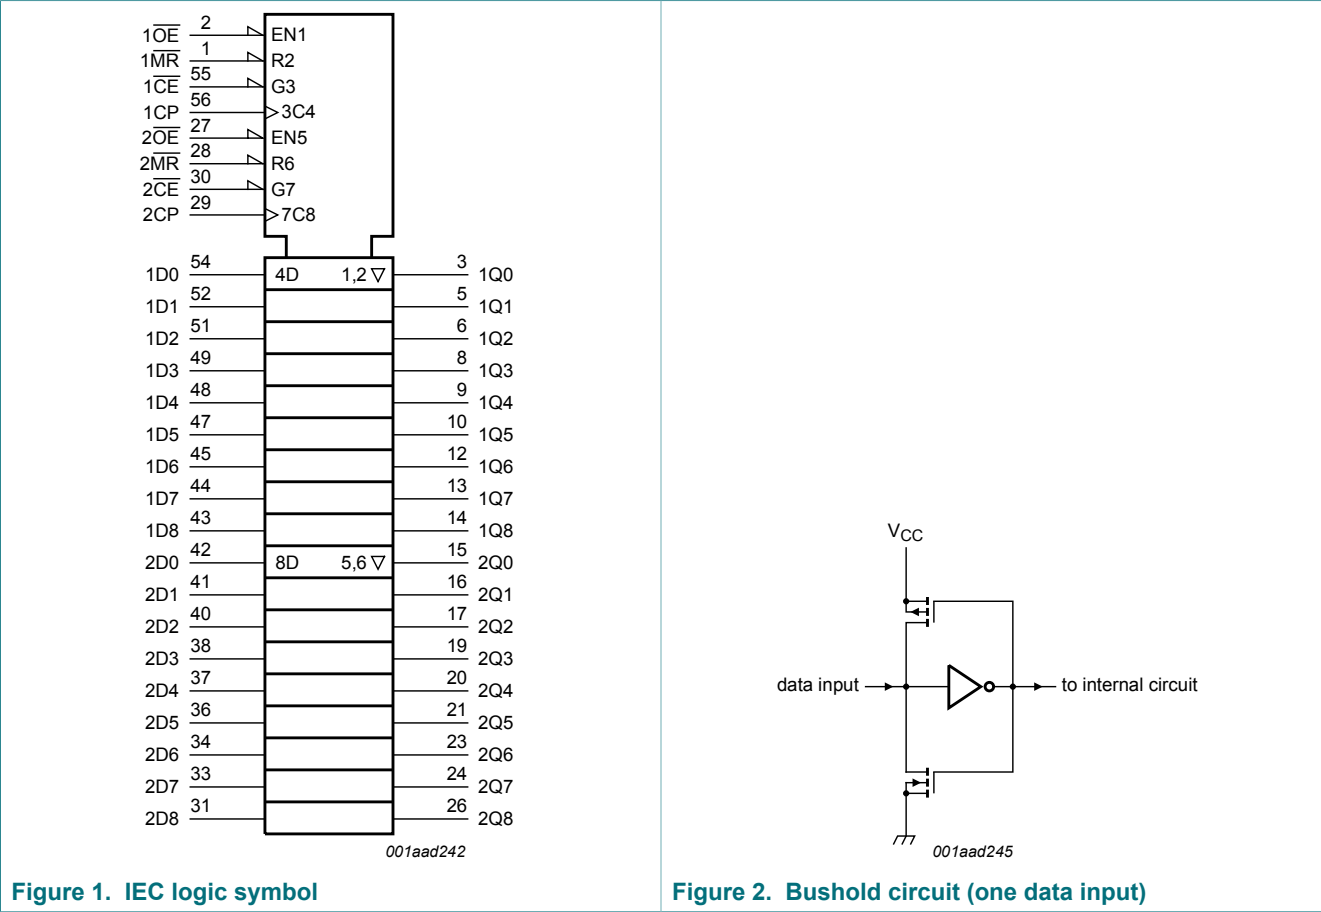 1OE 2 EN1
1MR 1 R2
1CE 55 G3
1CP 56 3C4
2OE 27 EN5
2MR 28 R6
2CE 30 G7
2CP 29 7C8
1D0 54 4D 1,2 ▽ 3 1Q0
1D1 52 5 1Q1
1D2 51 6 1Q2
1D3 49 8 1Q3
1D4 48 9 1Q4
1D5 47 10 1Q5
1D6 45 12 1Q6
1D7 44 13 1Q7
1D8 43 14 1Q8
2D0 42 8D 5,6 ▽ 15 2Q0
2D1 41 16 2Q1
2D2 40 17 2Q2
2D3 38 19 2Q3
2D4 37 20 2Q4
2D5 36 21 2Q5
2D6 34 23 2Q6
2D7 33 24 2Q7
2D8 31 26 2Q8
001aad242
Figure 1. IEC logic symbol
VCC
data input
to internal circuit
001aad245
Figure 2. Bushold circuit (one data input)